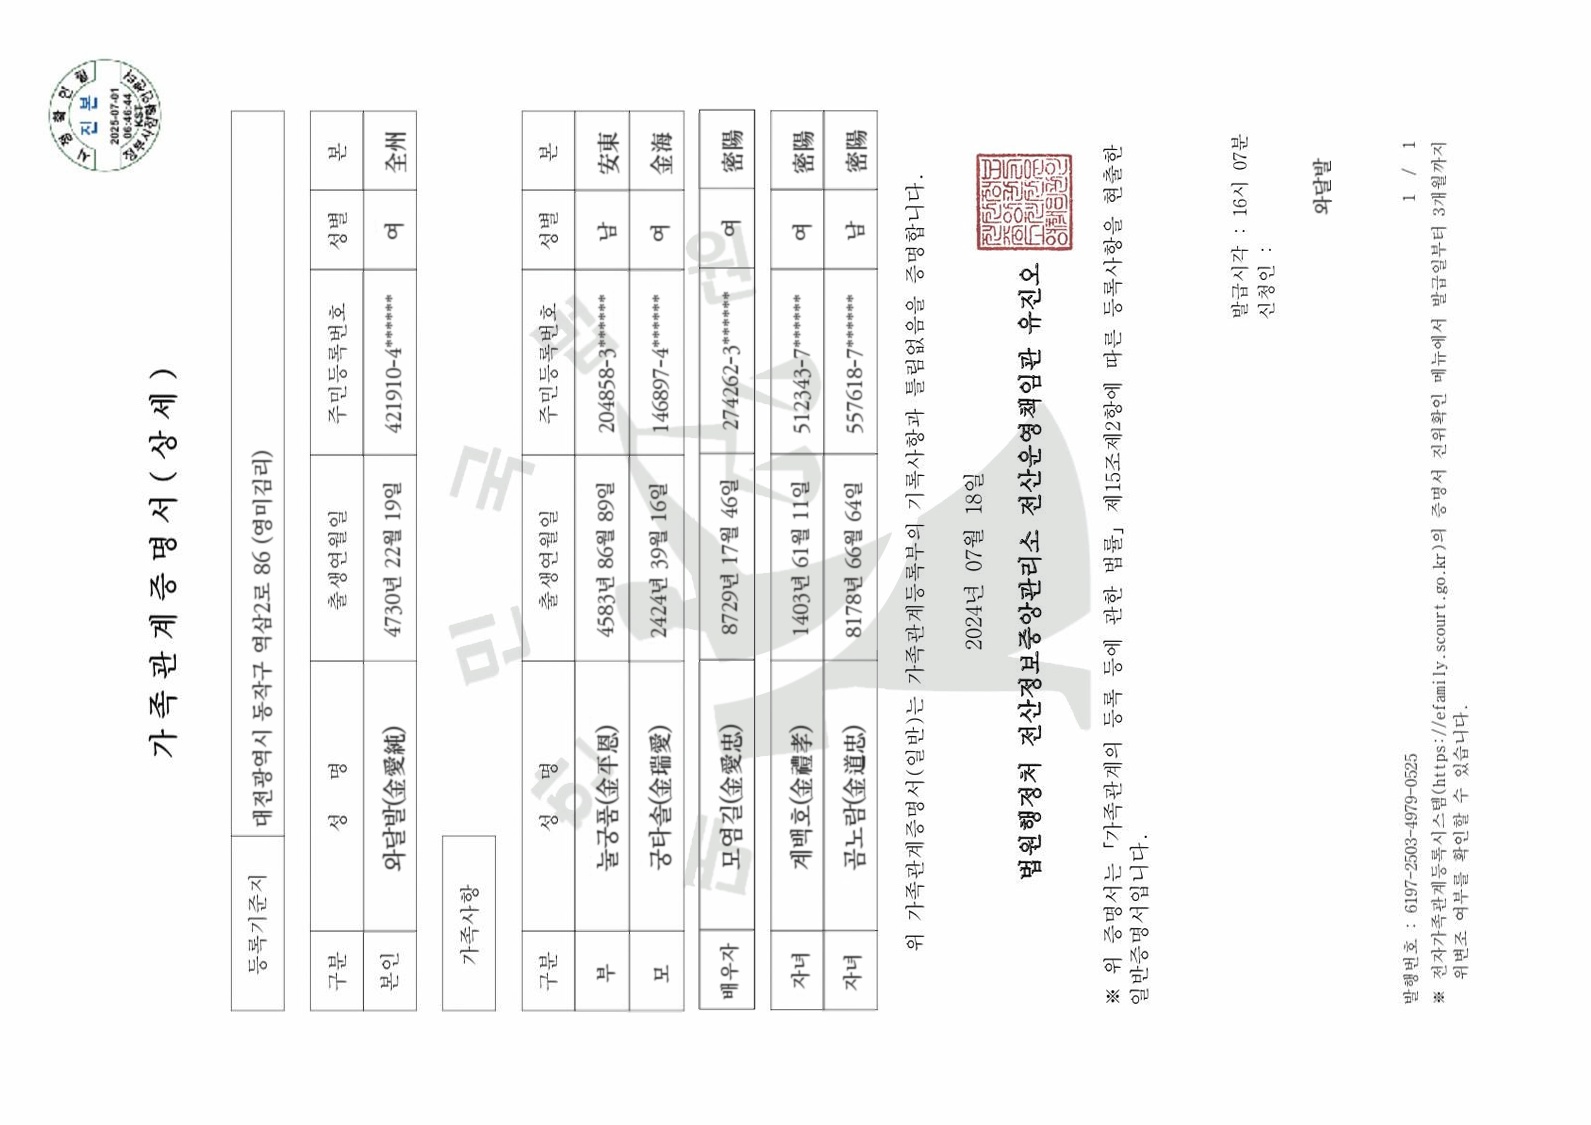 시점확인필
진본
2025-07-01
06:46:44
KST
가족관계증명서(상세)
등록기준지 대전광역시 동작구 역삼2로 86 (영미김리)
구분 성 명 출생연월일 주민등록번호 성별 본
본인 와달발(金愛純) 4730년 22월 19일 421910-4****** 여 全州
가족사항
구분 성 명 출생연월일 주민등록번호 성별 본
부 눌궁품(金平恩) 4583년 86월 89일 204858-3****** 남 安東
모 궁타솔(金瑞愛) 2424년 39월 16일 146897-4****** 여 金海
배우자 모염길(金愛忠) 8729년 17월 46일 274262-3****** 여 密陽
자녀 계백호(金禮孝) 1403년 61월 11일 512343-7****** 여 密陽
자녀 곰노람(金道忠) 8178년 66월 64일 557618-7****** 남 密陽
대한민국법원
위 가족관계증명서(일반)는 가족관계등록부의 기록사항과 틀림없음을 증명합니다.
2024년 07월 18일
법원행정처 전산정보중앙관리소 전산운영책임관 유진오
※ 위 증명서는 「가족관계의 등록 등에 관한 법률」 제15조제2항에 따른 등록사항을 현출한
일반증명서입니다.
발급시각 : 16시 07분
신청인 :
와달발
1 / 1
발행번호 : 6197-2503-4979-0525
※ 전자가족관계등록시스템(https://efamily.scourt.go.kr)의 증명서 진위확인 메뉴에서 발급일부터 3개월까지
위변조 여부를 확인할 수 있습니다.